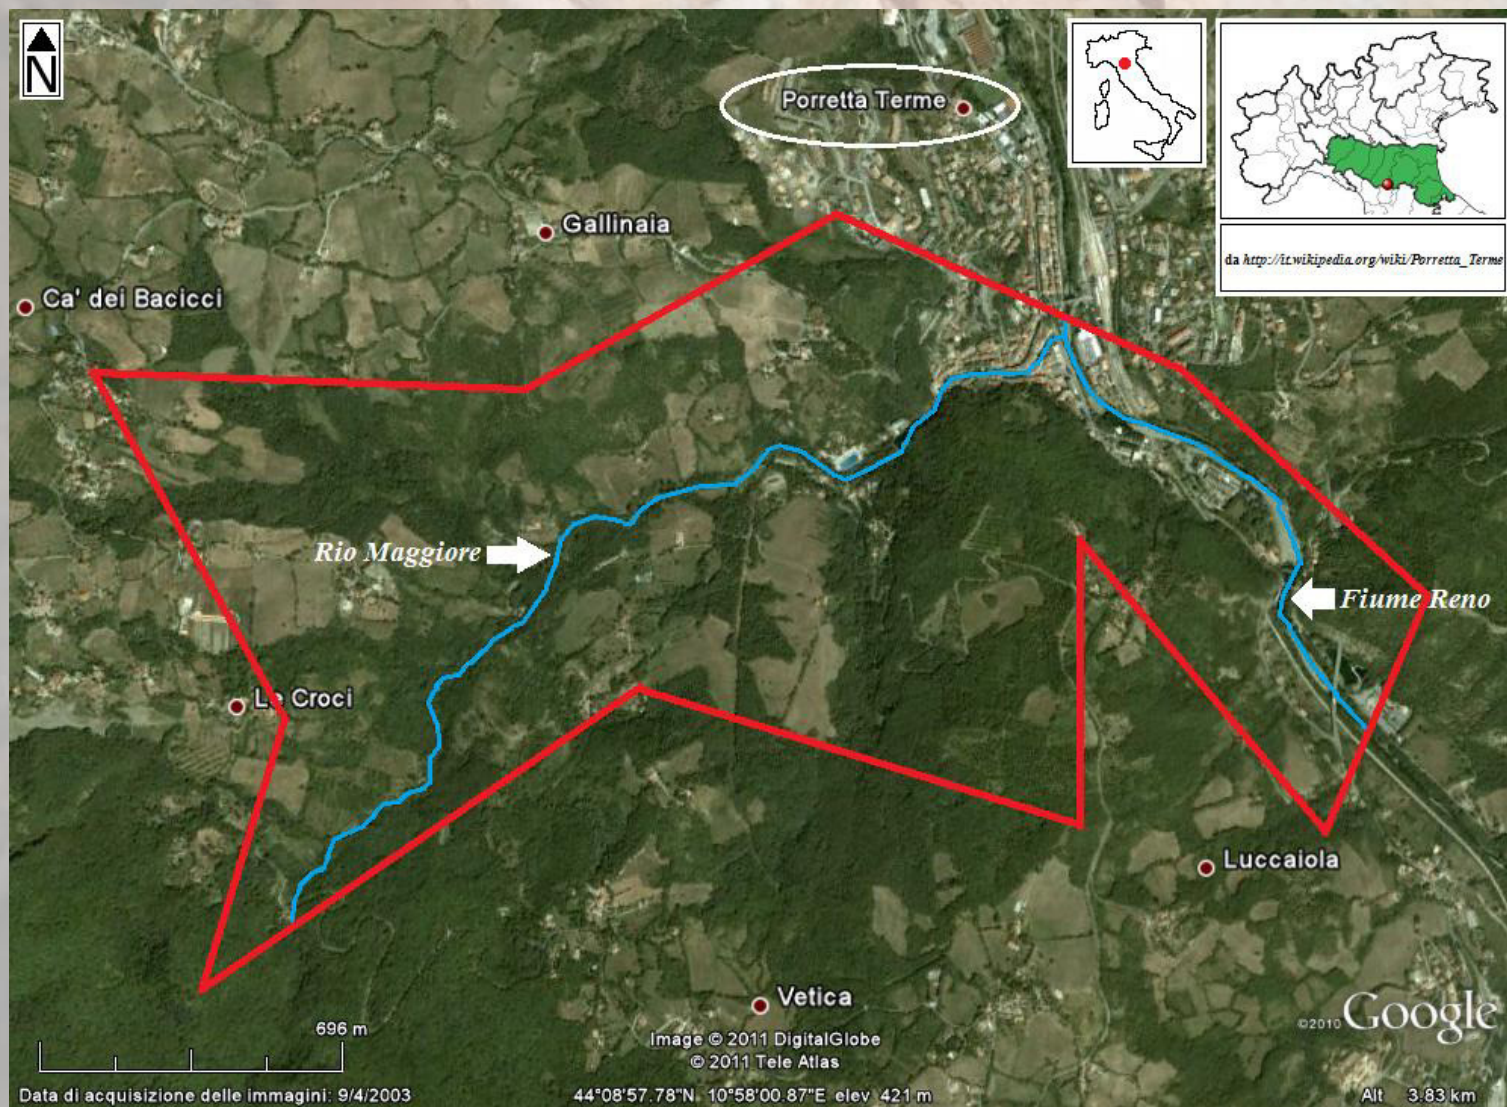 N
Porretta Terme
da http://it.wikipedia.org/wiki/Porretta_Terme
Gallinaia
Ca' dei Bacicci
Rio Maggiore
Fiume Reno
Le Croci
Luccaiola
Vetica
©2010 Google
696 m
Image © 2011 DigitalGlobe
© 2011 Tele Atlas
Data di acquisizione delle immagini: 9/4/2003
44°08'57.78"N 10°58'00.87"E elev 421 m
Alt 3.83 km